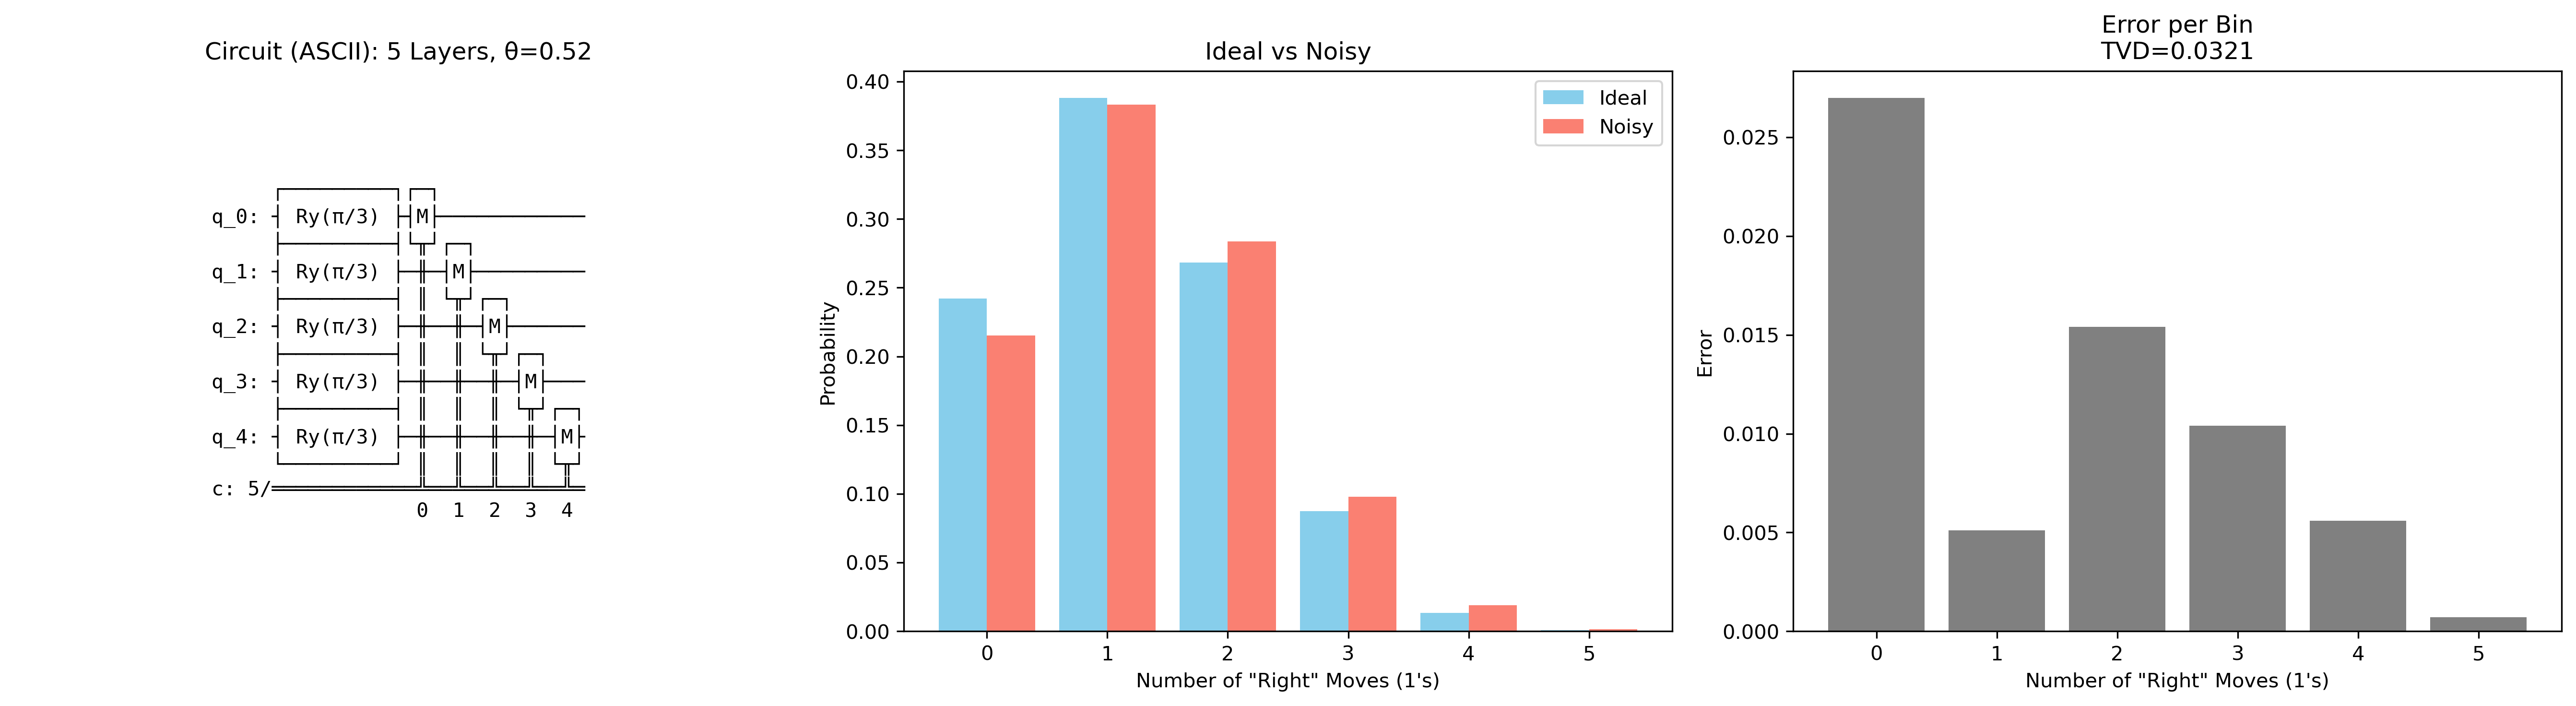 Circuit (ASCII): 5 Layers, θ=0.52
q_0: Ry(π/3) M
q_1: Ry(π/3) M
q_2: Ry(π/3) M
q_3: Ry(π/3) M
q_4: Ry(π/3) M
c: 5/
0 1 2 3 4
Ideal vs Noisy
Ideal
Noisy
Probability
0.40
0.35
0.30
0.25
0.20
0.15
0.10
0.05
0.00
0 1 2 3 4 5
Number of "Right" Moves (1's)
Error per Bin
TVD=0.0321
Error
0.025
0.020
0.015
0.010
0.005
0.000
0 1 2 3 4 5
Number of "Right" Moves (1's)